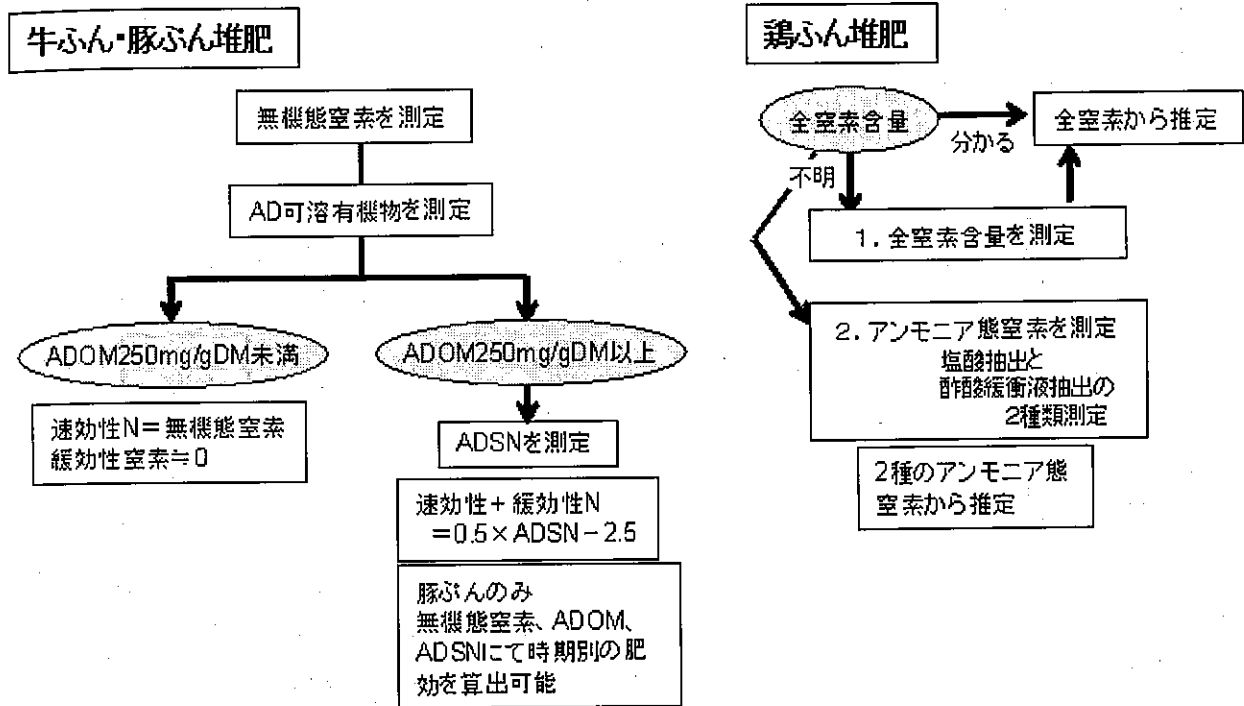 牛ふん・豚ぷん堆肥
無機態窒素を測定
AD可溶有機物を測定
ADOM250mg/gDM未満
ADOM250mg/gDM以上
速効性N＝無機態窒素
緩効性窒素≒0
ADSNを測定
速効性＋緩効性N
＝0.5×ADSN－2.5
豚ぷんのみ
無機態窒素、ADOM、
ADSNにて時期別の肥
効を算出可能
鶏ふん堆肥
全窒素含量
分かる
全窒素から推定
不明
1．全窒素含量を測定
2．アンモニア態窒素を測定
塩酸抽出と
酢酸緩衝液抽出の
2種類測定
2種のアンモニア態
窒素から推定